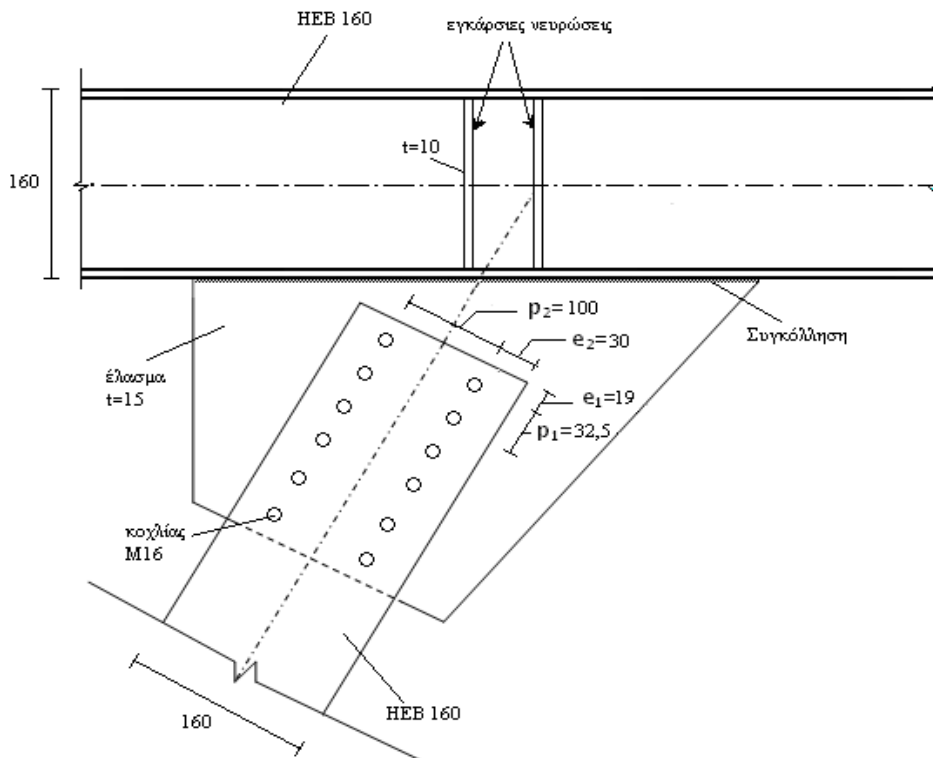 HEB 160
εγκάρσιες νευρώσεις
t=10
160
p₂=100
e₂=30
Συγκόλληση
έλασμα
t=15
e₁=19
p₁=32,5
κοχλίας
M16
HEB 160
160